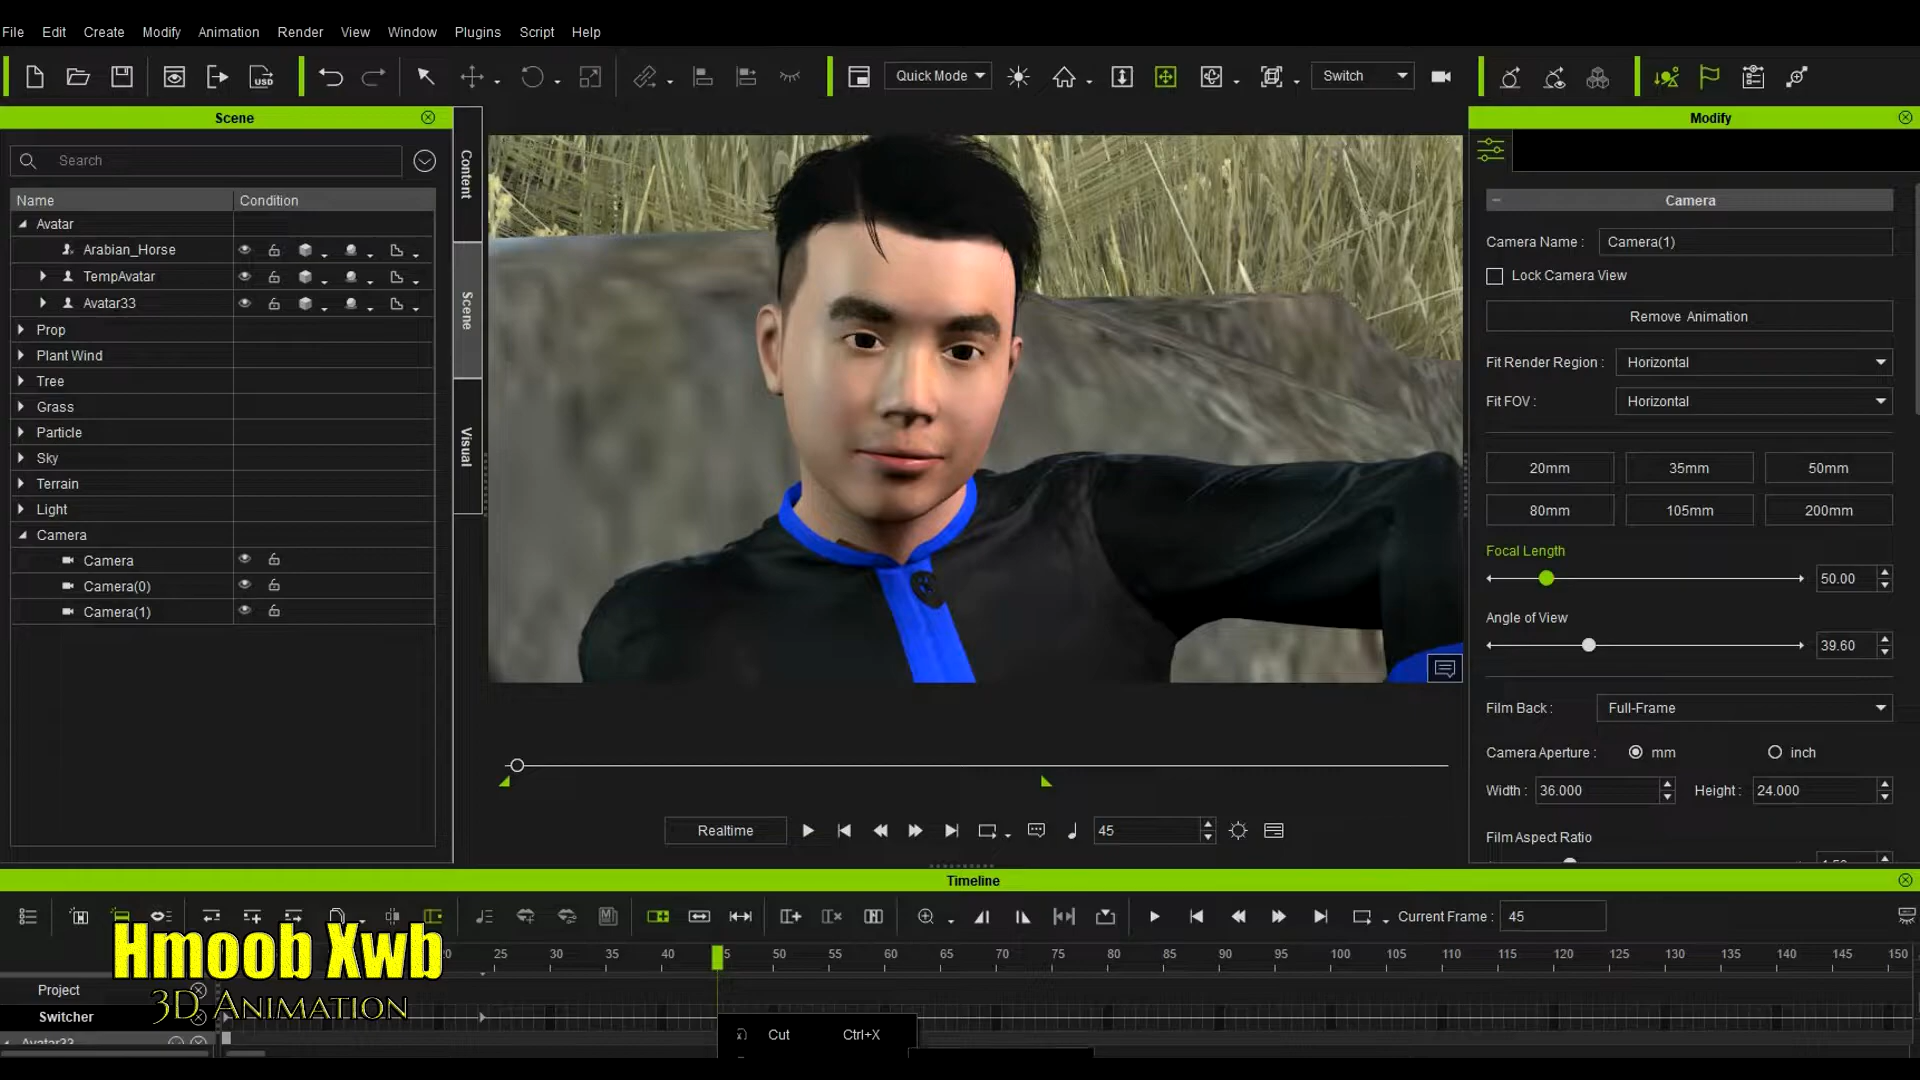 File Edit Create Modify Animation Render View Window Plugins Script Help
USD Quick Mode Switch
Scene
Search
Name Condition
Avatar
Arabian_Horse
TempAvatar
Avatar33
Prop
Plant Wind
Tree
Grass
Particle
Sky
Terrain
Light
Camera
Camera
Camera(0)
Camera(1)
Content
Scene
Visual
Realtime 45
Modify
Camera
Camera Name : Camera(1)
Lock Camera View
Remove Animation
Fit Render Region : Horizontal
Fit FOV : Horizontal
20mm 35mm 50mm
80mm 105mm 200mm
Focal Length
50.00
Angle of View
39.60
Film Back : Full-Frame
Camera Aperture : mm inch
Width : 36.000 Height : 24.000
Film Aspect Ratio
Timeline
Current Frame : 45
20 25 30 35 40 5 50 55 60 65 70 75 80 85 90 95 100 105 110 115 120 125 130 135 140 145 150
Hmoob Xwb
3D Animation
Project
Switcher
Avatar33
Cut Ctrl+X